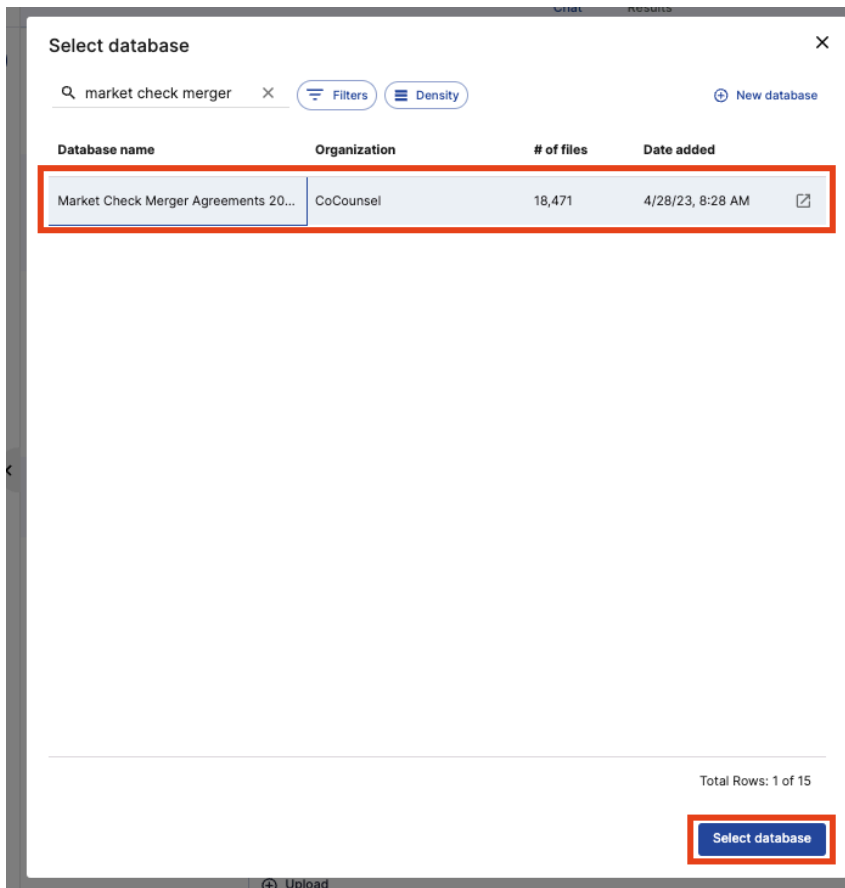 Chat Results
Select database
market check merger Filters Density New database
Database name Organization # of files Date added
Market Check Merger Agreements 20... CoCounsel 18,471 4/28/23, 8:28 AM
Total Rows: 1 of 15
Select database
Upload